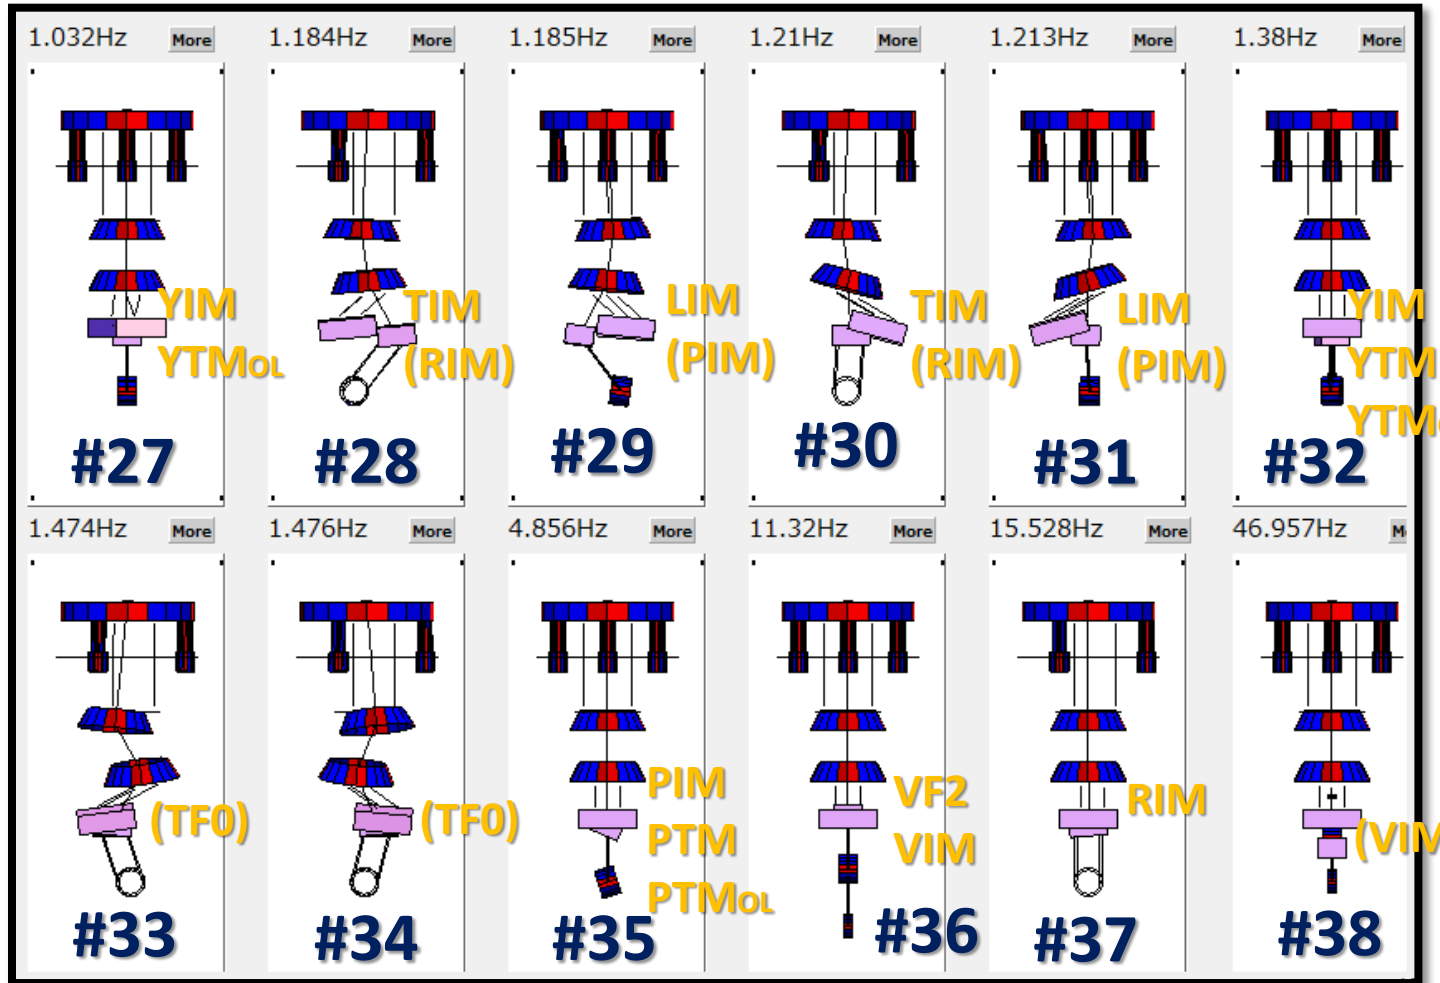 1.032Hz More 1.184Hz More 1.185Hz More 1.21Hz More 1.213Hz More 1.38Hz More
YIM
YTMOL
#27
TIM
(RIM)
#28
LIM
(PIM)
#29
TIM
(RIM)
#30
LIM
(PIM)
#31
YIM
YTM
YTM
#32
1.474Hz More 1.476Hz More 4.856Hz More 11.32Hz More 15.528Hz More 46.957Hz
(TF0)
#33
(TF0)
#34
PIM
PTM
PTMOL
#35
VF2
VIM
#36
RIM
#37
(VIM
#38